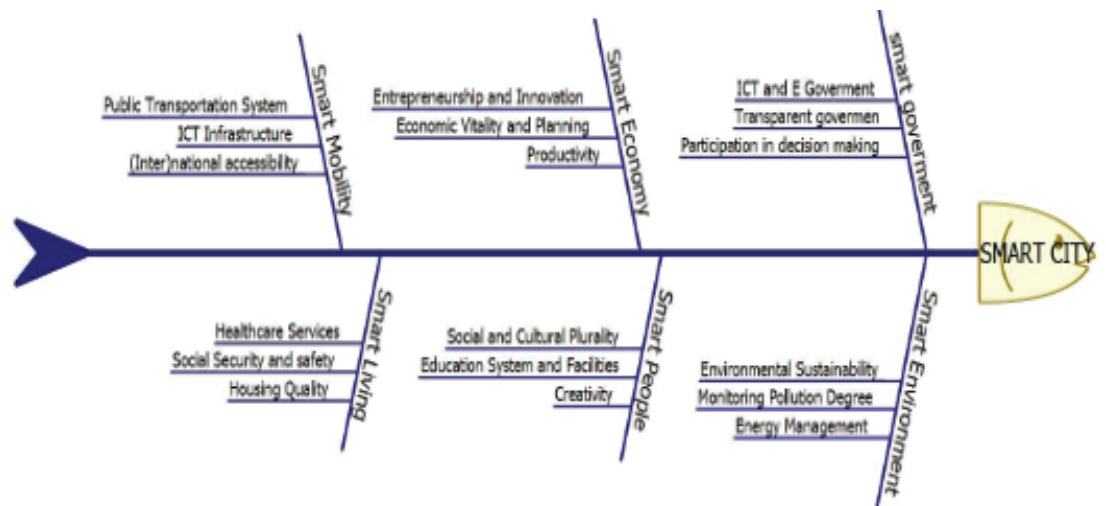 Smart Mobility
Public Transportation System
ICT Infrastructure
(Inter)national accessibility
Smart Economy
Entrepreneurship and Innovation
Economic Vitality and Planning
Productivity
smart goverment
ICT and E Goverment
Transparent governmen
Participation in decision making
SMART CITY
Smart Living
Healthcare Services
Social Security and safety
Housing Quality
Smart People
Social and Cultural Plurality
Education System and Facilities
Creativity
Smart Environment
Environmental Sustainability
Monitoring Pollution Degree
Energy Management